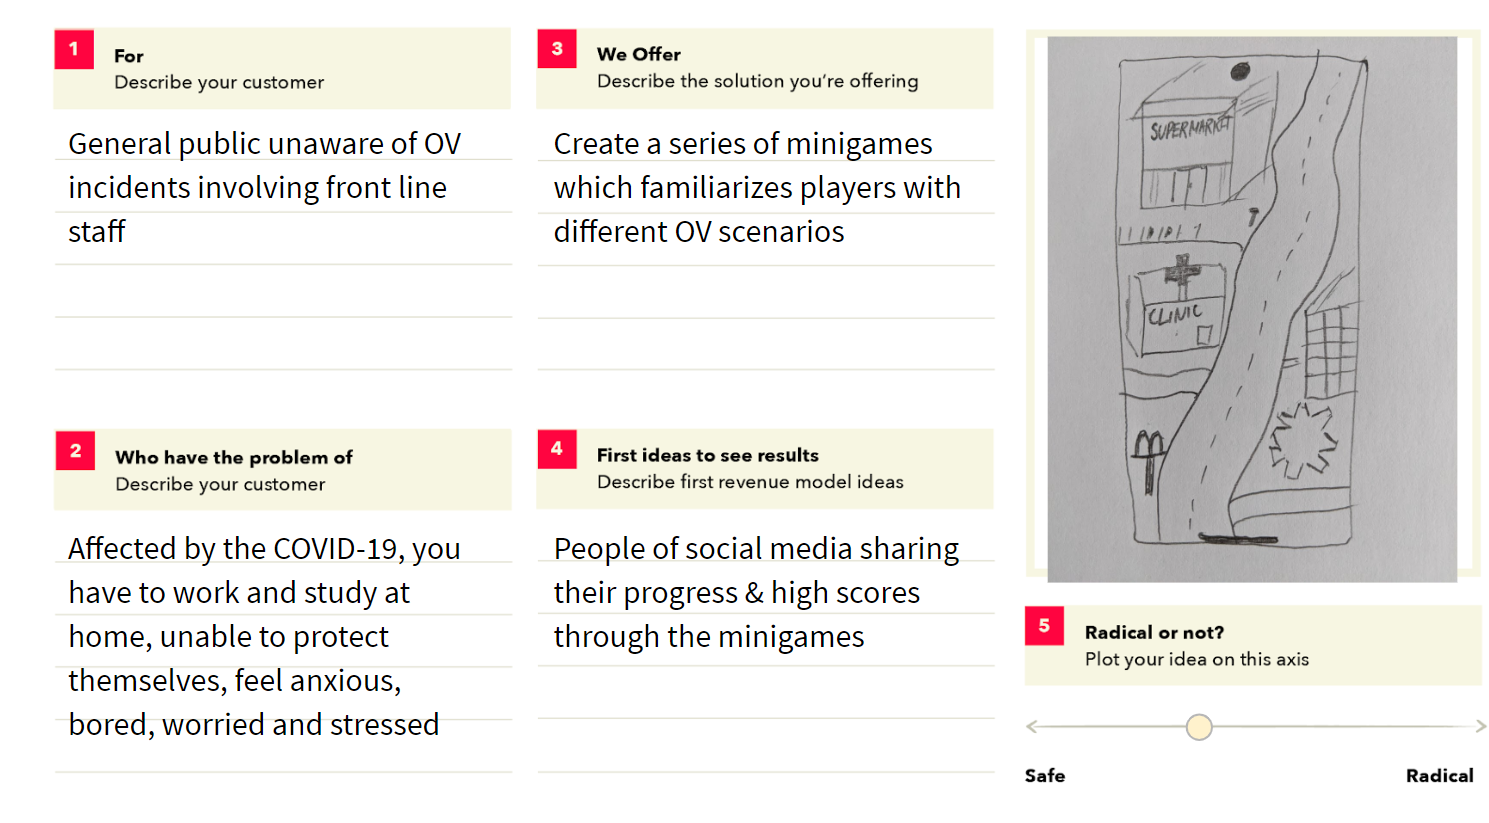 1
For
Describe your customer
General public unaware of OV
incidents involving front line
staff
2
Who have the problem of
Describe your customer
Affected by the COVID-19, you
have to work and study at
home, unable to protect
themselves, feel anxious,
bored, worried and stressed
3
We Offer
Describe the solution you're offering
Create a series of minigames
which familiarizes players with
different OV scenarios
4
First ideas to see results
Describe first revenue model ideas
People of social media sharing
their progress & high scores
through the minigames
SUPERMARKET
CLINIC
5
Radical or not?
Plot your idea on this axis
Safe
Radical